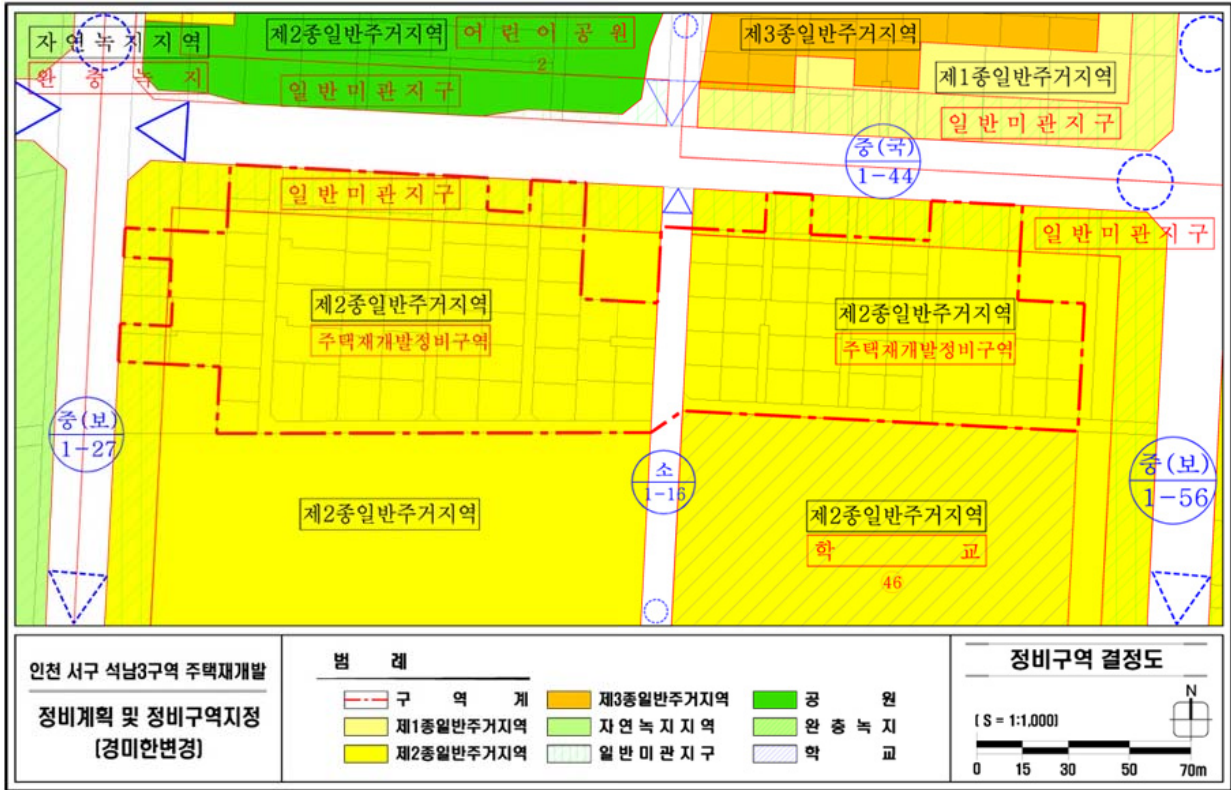 제2종일반주거지역
어린이공원
제3종일반주거지역
자연녹지지역
2
제1종일반주거지역
완충녹지
일반미관지구
일반미관지구
중(국)
1-44
일반미관지구
일반미관지구
제2종일반주거지역
주택재개발정비구역
제2종일반주거지역
주택재개발정비구역
중(보)
1-27
소
1-16
중(보)
1-56
제2종일반주거지역
제2종일반주거지역
학 교
46
인천 서구 석남3구역 주택재개발
정비계획 및 정비구역지정
(경미한변경)
범 례
구 역 계
제3종일반주거지역
공 원
제1종일반주거지역
자연녹지지역
완충녹지
제2종일반주거지역
일반미관지구
학 교
정비구역 결정도
N
[ S = 1:1,000]
0 15 30 50 70m